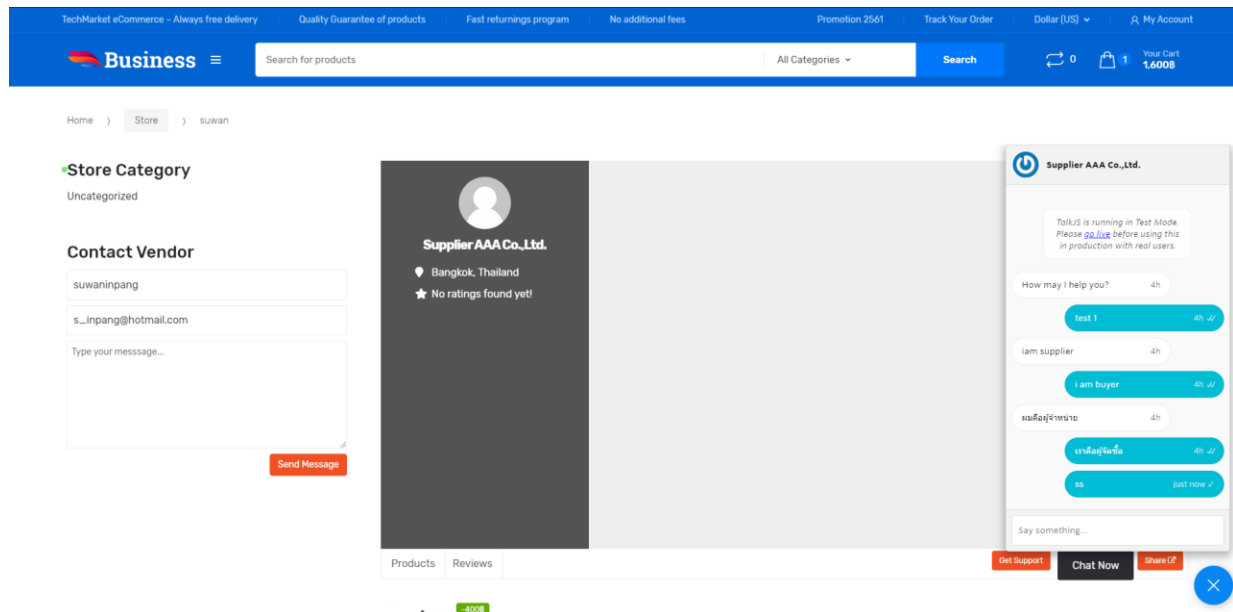 TechMarket eCommerce – Always free delivery
Quality Guarantee of products
Fast returnings program
No additional fees
Promotion 2561
Track Your Order
Dollar (US)
My Account
Business
Search for products
All Categories
Search
0
1
Your Cart
1,600฿
Home
Store
suwan
Store Category
Uncategorized
Contact Vendor
suwaninpang
s_inpang@hotmail.com
Type your messsage...
Send Message
Supplier AAA Co.,Ltd.
Bangkok, Thailand
No ratings found yet!
Products
Reviews
Get Support
Chat Now
Share
-400฿
Supplier AAA Co.,Ltd.
TalkJS is running in Test Mode.
Please go live before using this
in production with real users.
How may I help you? 4h
test 1 4h
iam supplier 4h
i am buyer 4h
ผมคือผู้จำหน่าย 4h
เราคือผู้จัดซื้อ 4h
ss just now
Say something...